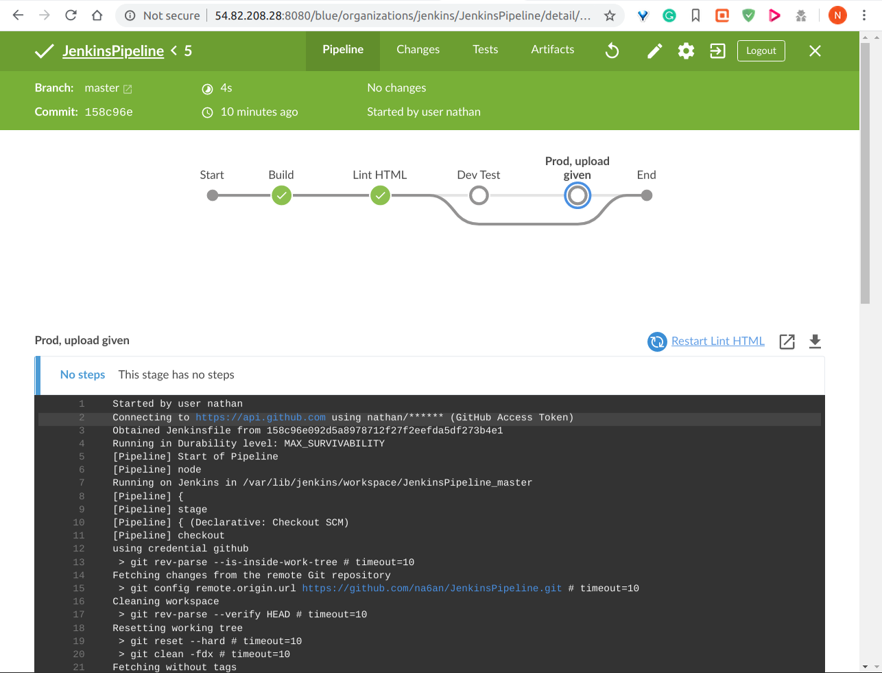 Not secure | 54.82.208.28:8080/blue/organizations/jenkins/JenkinsPipeline/detail/...
N
JenkinsPipeline < 5
Pipeline
Changes
Tests
Artifacts
Logout
Branch: master
4s
No changes
Commit: 158c96e
10 minutes ago
Started by user nathan
Start
Build
Lint HTML
Dev Test
Prod, upload
given
End
Prod, upload given
Restart Lint HTML
No steps This stage has no steps
1 Started by user nathan
2 Connecting to https://api.github.com using nathan/****** (GitHub Access Token)
3 Obtained Jenkinsfile from 158c96e092d5a8978712f27f2eefda5df273b4e1
4 Running in Durability level: MAX_SURVIVABILITY
5 [Pipeline] Start of Pipeline
6 [Pipeline] node
7 Running on Jenkins in /var/lib/jenkins/workspace/JenkinsPipeline_master
8 [Pipeline] {
9 [Pipeline] stage
10 [Pipeline] { (Declarative: Checkout SCM)
11 [Pipeline] checkout
12 using credential github
13 > git rev-parse --is-inside-work-tree # timeout=10
14 Fetching changes from the remote Git repository
15 > git config remote.origin.url https://github.com/na6an/JenkinsPipeline.git # timeout=10
16 Cleaning workspace
17 > git rev-parse --verify HEAD # timeout=10
18 Resetting working tree
19 > git reset --hard # timeout=10
20 > git clean -fdx # timeout=10
21 Fetching without tags